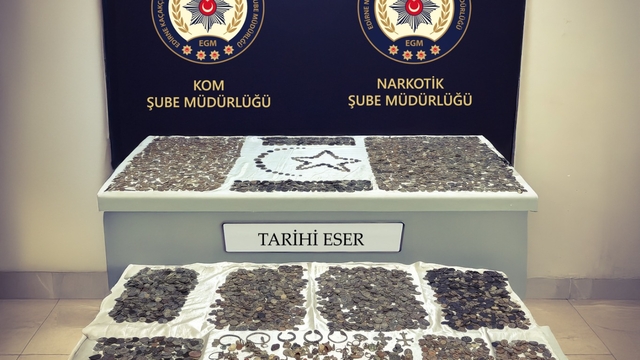 EGM
KOM
ŞUBE MÜDÜRLÜĞÜ
EGM
NARKOTİK
ŞUBE MÜDÜRLÜĞÜ
TARİHİ ESER